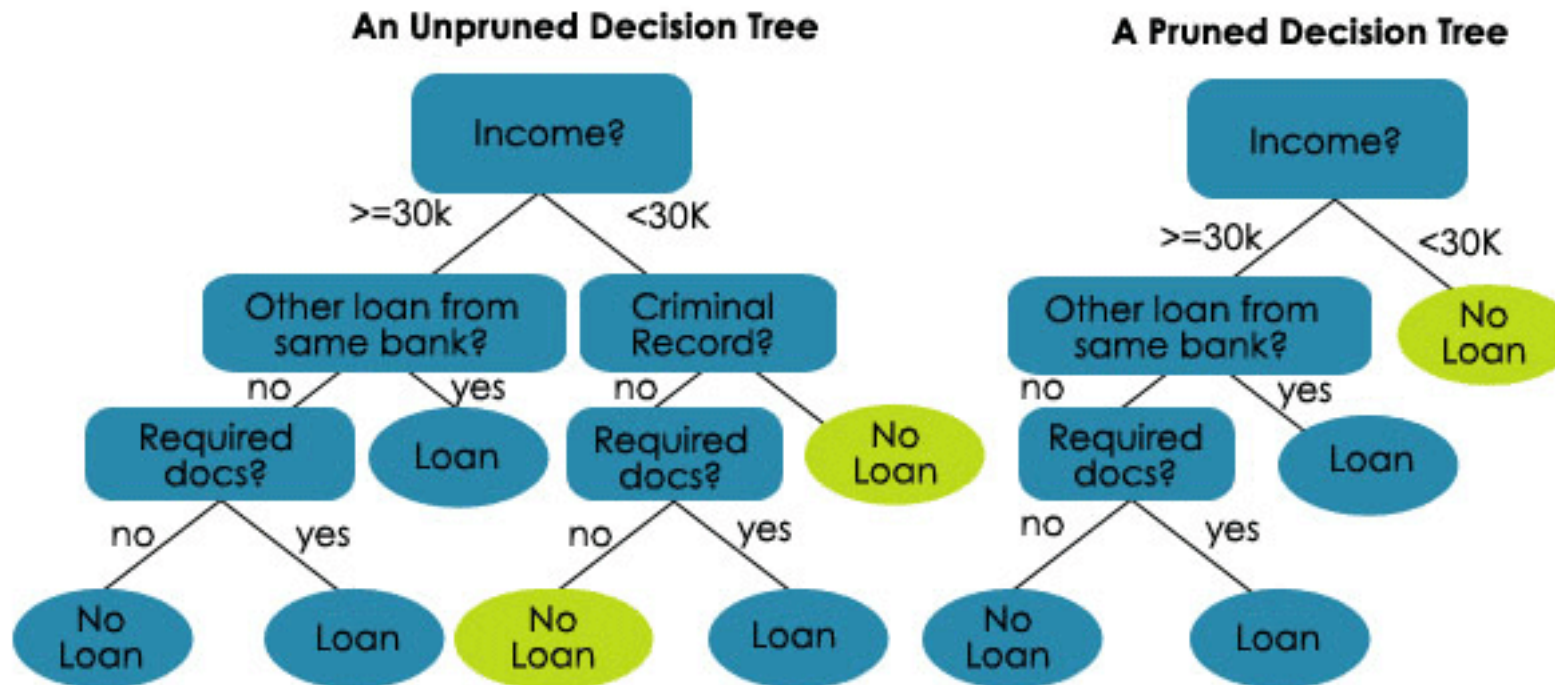 An Unpruned Decision Tree
Income?
>=30k
<30K
Other loan from
same bank?
Criminal
Record?
no
yes
no
Required
docs?
Loan
Required
docs?
No
Loan
no
yes
no
yes
No
Loan
Loan
No
Loan
Loan
A Pruned Decision Tree
Income?
>=30k
<30K
Other loan from
same bank?
No
Loan
no
yes
Required
docs?
Loan
no
yes
No
Loan
Loan